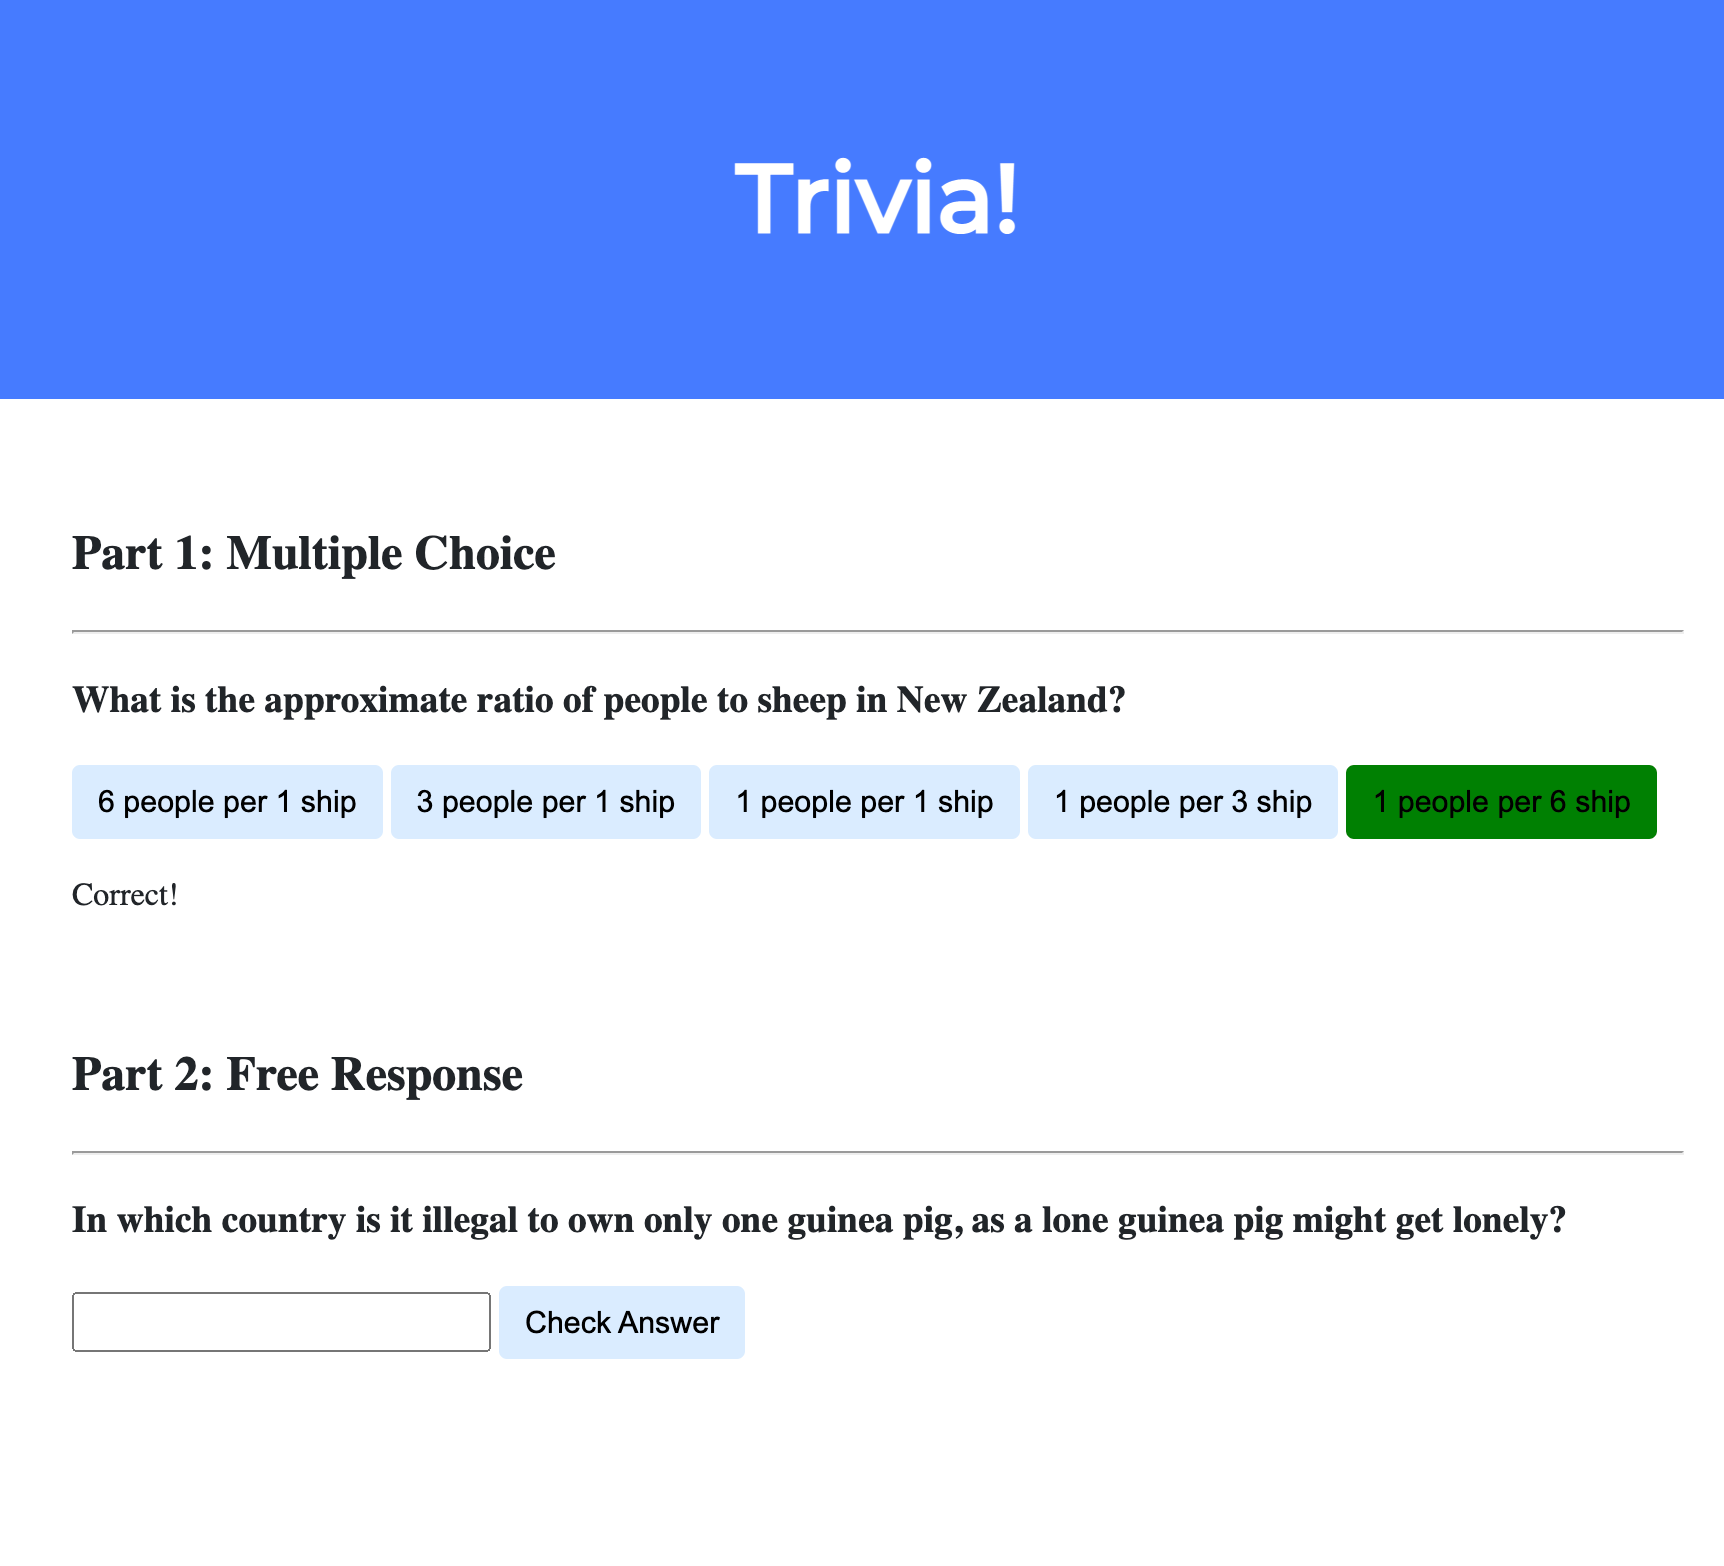 Trivia!
Part 1: Multiple Choice
What is the approximate ratio of people to sheep in New Zealand?
6 people per 1 ship 3 people per 1 ship 1 people per 1 ship 1 people per 3 ship 1 people per 6 ship
Correct!
Part 2: Free Response
In which country is it illegal to own only one guinea pig, as a lone guinea pig might get lonely?
Check Answer